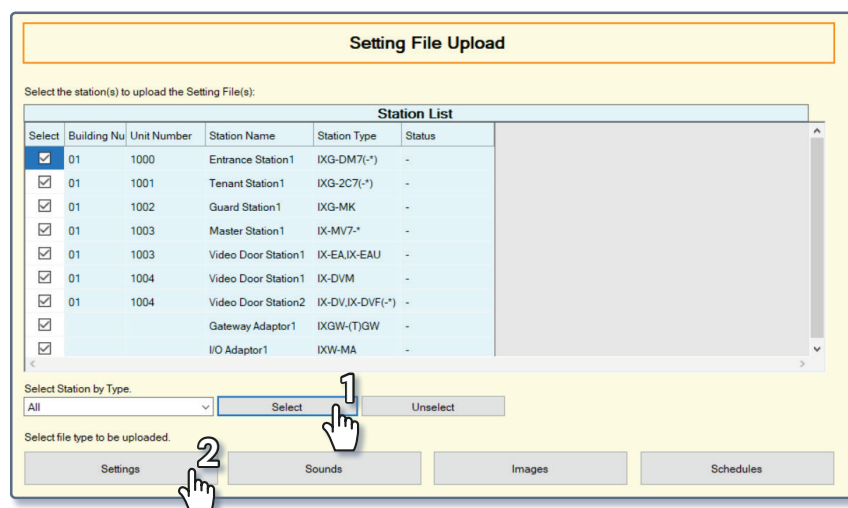 Setting File Upload
Select the station(s) to upload the Setting File(s):
Station List
Select Building Nu Unit Number Station Name Station Type Status
01 1000 Entrance Station1 IXG-DM7(-*) -
01 1001 Tenant Station1 IXG-2C7(-*) -
01 1002 Guard Station1 IXG-MK -
01 1003 Master Station1 IX-MV7-* -
01 1003 Video Door Station1 IX-EA,IX-EAU -
01 1004 Video Door Station1 IX-DVM -
01 1004 Video Door Station2 IX-DV,IX-DVF(-*) -
Gateway Adaptor1 IXGW-(T)GW -
I/O Adaptor1 IXW-MA -
Select Station by Type.
All Select 1 Unselect
Select file type to be uploaded.
Settings 2 Sounds Images Schedules